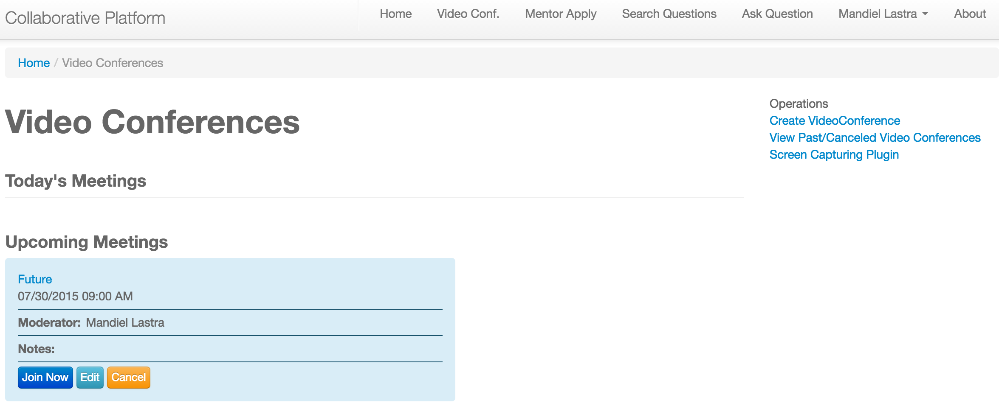 Collaborative Platform
Home Video Conf. Mentor Apply Search Questions Ask Question Mandiel Lastra About
Home / Video Conferences
Video Conferences
Operations
Create VideoConference
View Past/Canceled Video Conferences
Screen Capturing Plugin
Today's Meetings
Upcoming Meetings
Future
07/30/2015 09:00 AM
Moderator: Mandiel Lastra
Notes:
Join Now Edit Cancel